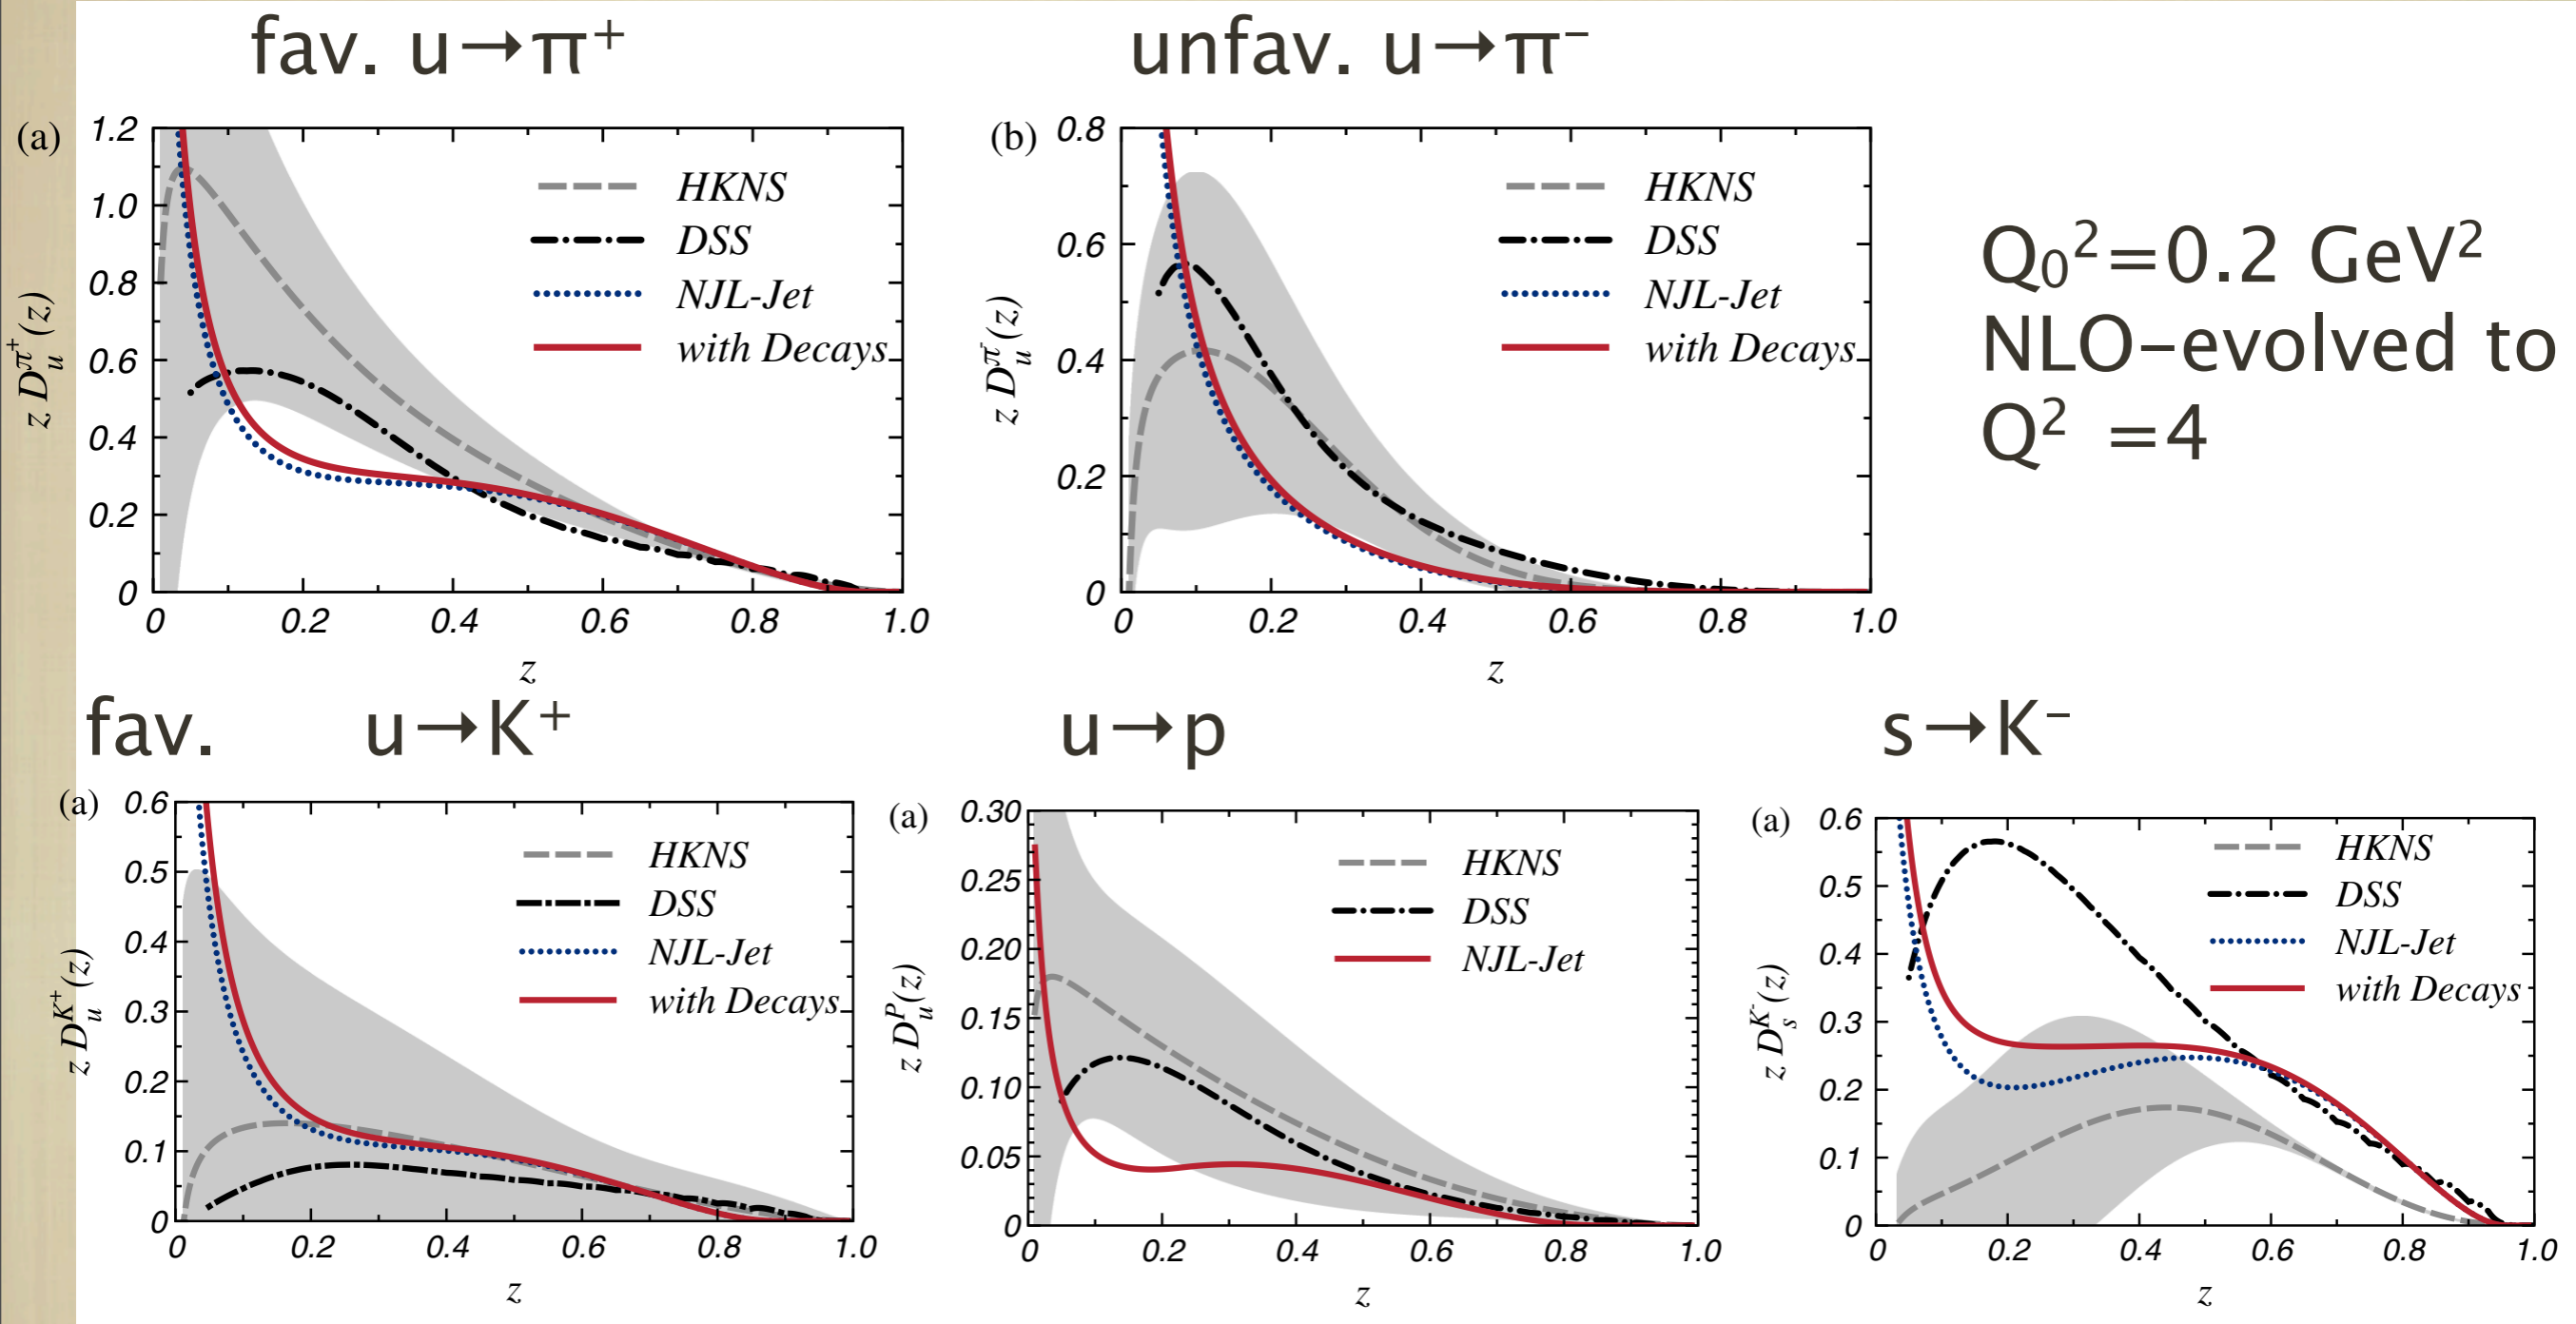 fav. u→π⁺
unfav. u→π⁻
(a)
1.2
1.0
0.8
0.6
0.4
0.2
0
z D_u^{π⁺}(z)
HKNS
DSS
NJL-Jet
with Decays
0 0.2 0.4 0.6 0.8 1.0
z
(b)
0.8
0.6
0.4
0.2
0
z D_u^{π⁻}(z)
HKNS
DSS
NJL-Jet
with Decays
0 0.2 0.4 0.6 0.8 1.0
z
Q₀²=0.2 GeV²
NLO-evolved to
Q² =4
fav. u→K⁺
u→p
s→K⁻
(a)
0.6
0.5
0.4
0.3
0.2
0.1
0
z D_u^{K⁺}(z)
HKNS
DSS
NJL-Jet
with Decays
0 0.2 0.4 0.6 0.8 1.0
z
(a)
0.30
0.25
0.20
0.15
0.10
0.05
0
z D_u^{P}(z)
HKNS
DSS
NJL-Jet
0 0.2 0.4 0.6 0.8 1.0
z
(a)
0.6
0.5
0.4
0.3
0.2
0.1
0
z D_s^{K⁻}(z)
HKNS
DSS
NJL-Jet
with Decays
0 0.2 0.4 0.6 0.8 1.0
z